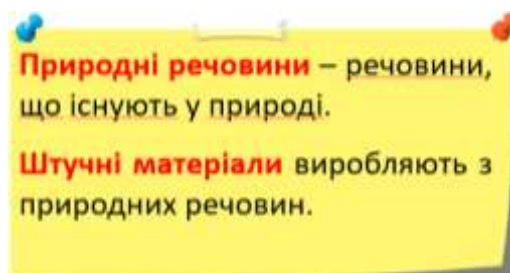 Природні речовини – речовини,
що існують у природі.
Штучні матеріали виробляють з
природних речовин.